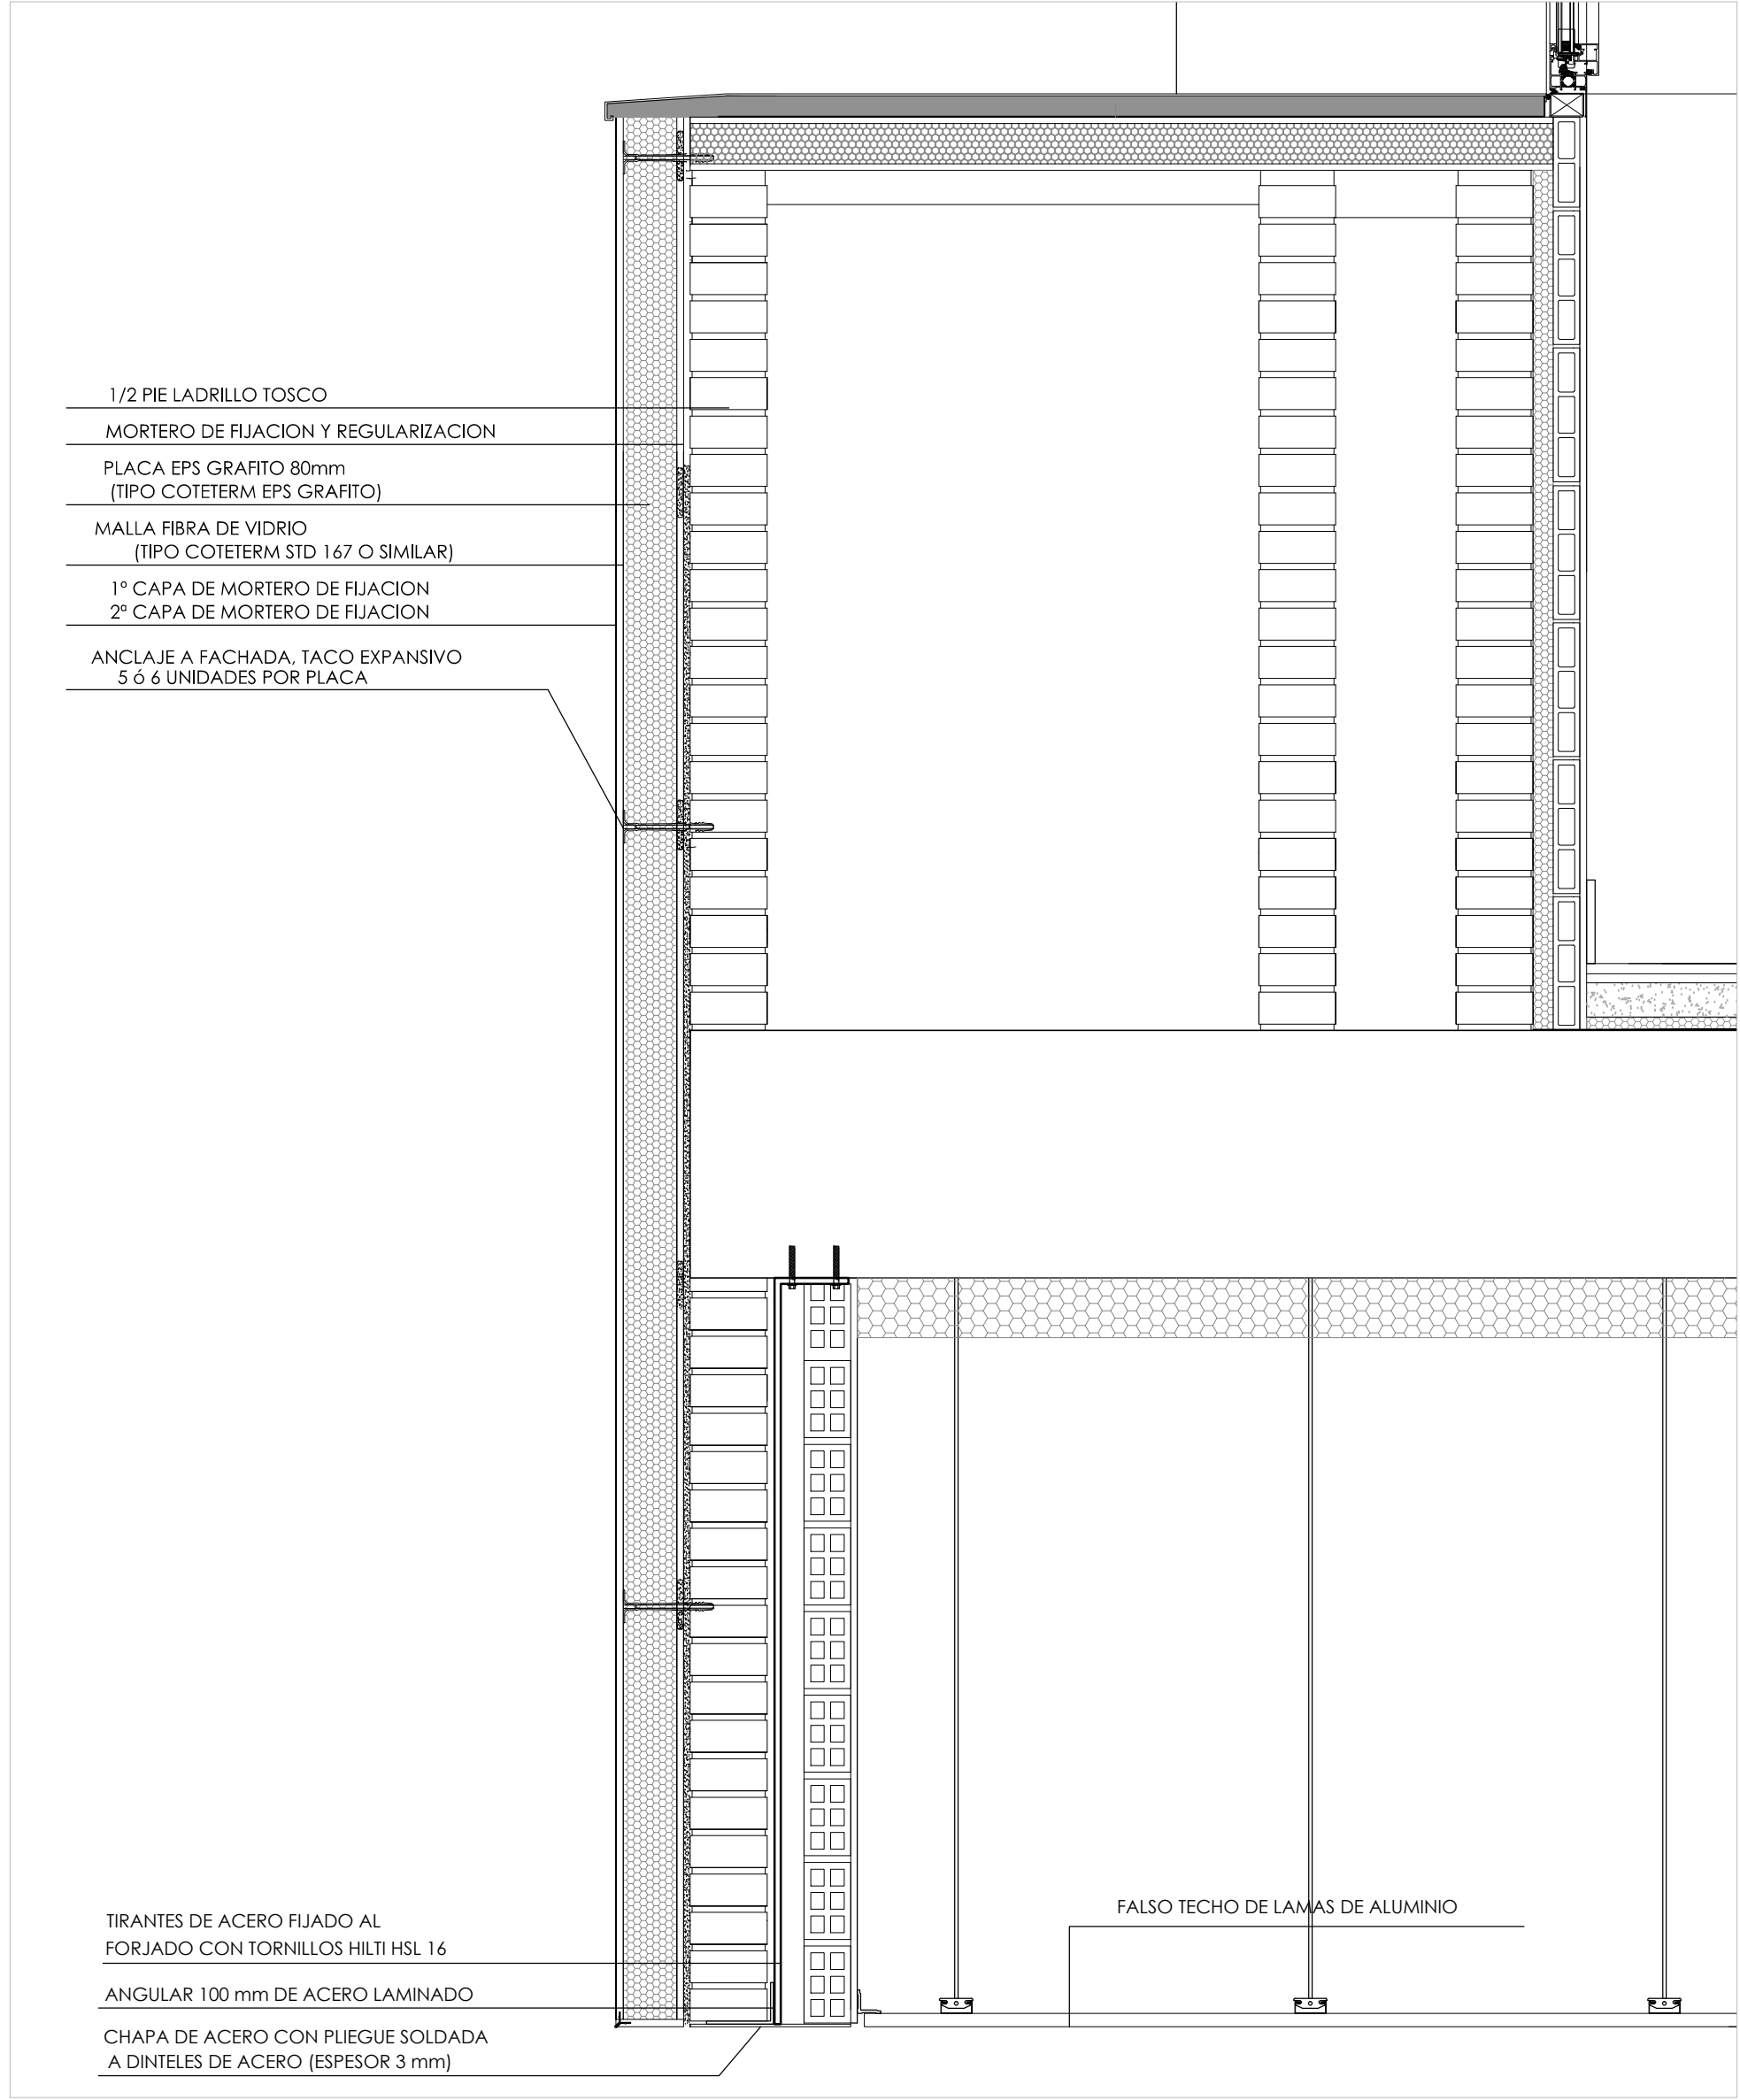 1/2 PIE LADRILLO TOSCO
MORTERO DE FIJACION Y REGULARIZACION
PLACA EPS GRAFITO 80mm
(TIPO COTETERM EPS GRAFITO)
MALLA FIBRA DE VIDRIO
(TIPO COTETERM STD 167 O SIMILAR)
1º CAPA DE MORTERO DE FIJACION
2ª CAPA DE MORTERO DE FIJACION
ANCLAJE A FACHADA, TACO EXPANSIVO
5 ó 6 UNIDADES POR PLACA
TIRANTES DE ACERO FIJADO AL
FORJADO CON TORNILLOS HILTI HSL 16
ANGULAR 100 mm DE ACERO LAMINADO
CHAPA DE ACERO CON PLIEGUE SOLDADA
A DINTELES DE ACERO (ESPESOR 3 mm)
FALSO TECHO DE LAMAS DE ALUMINIO